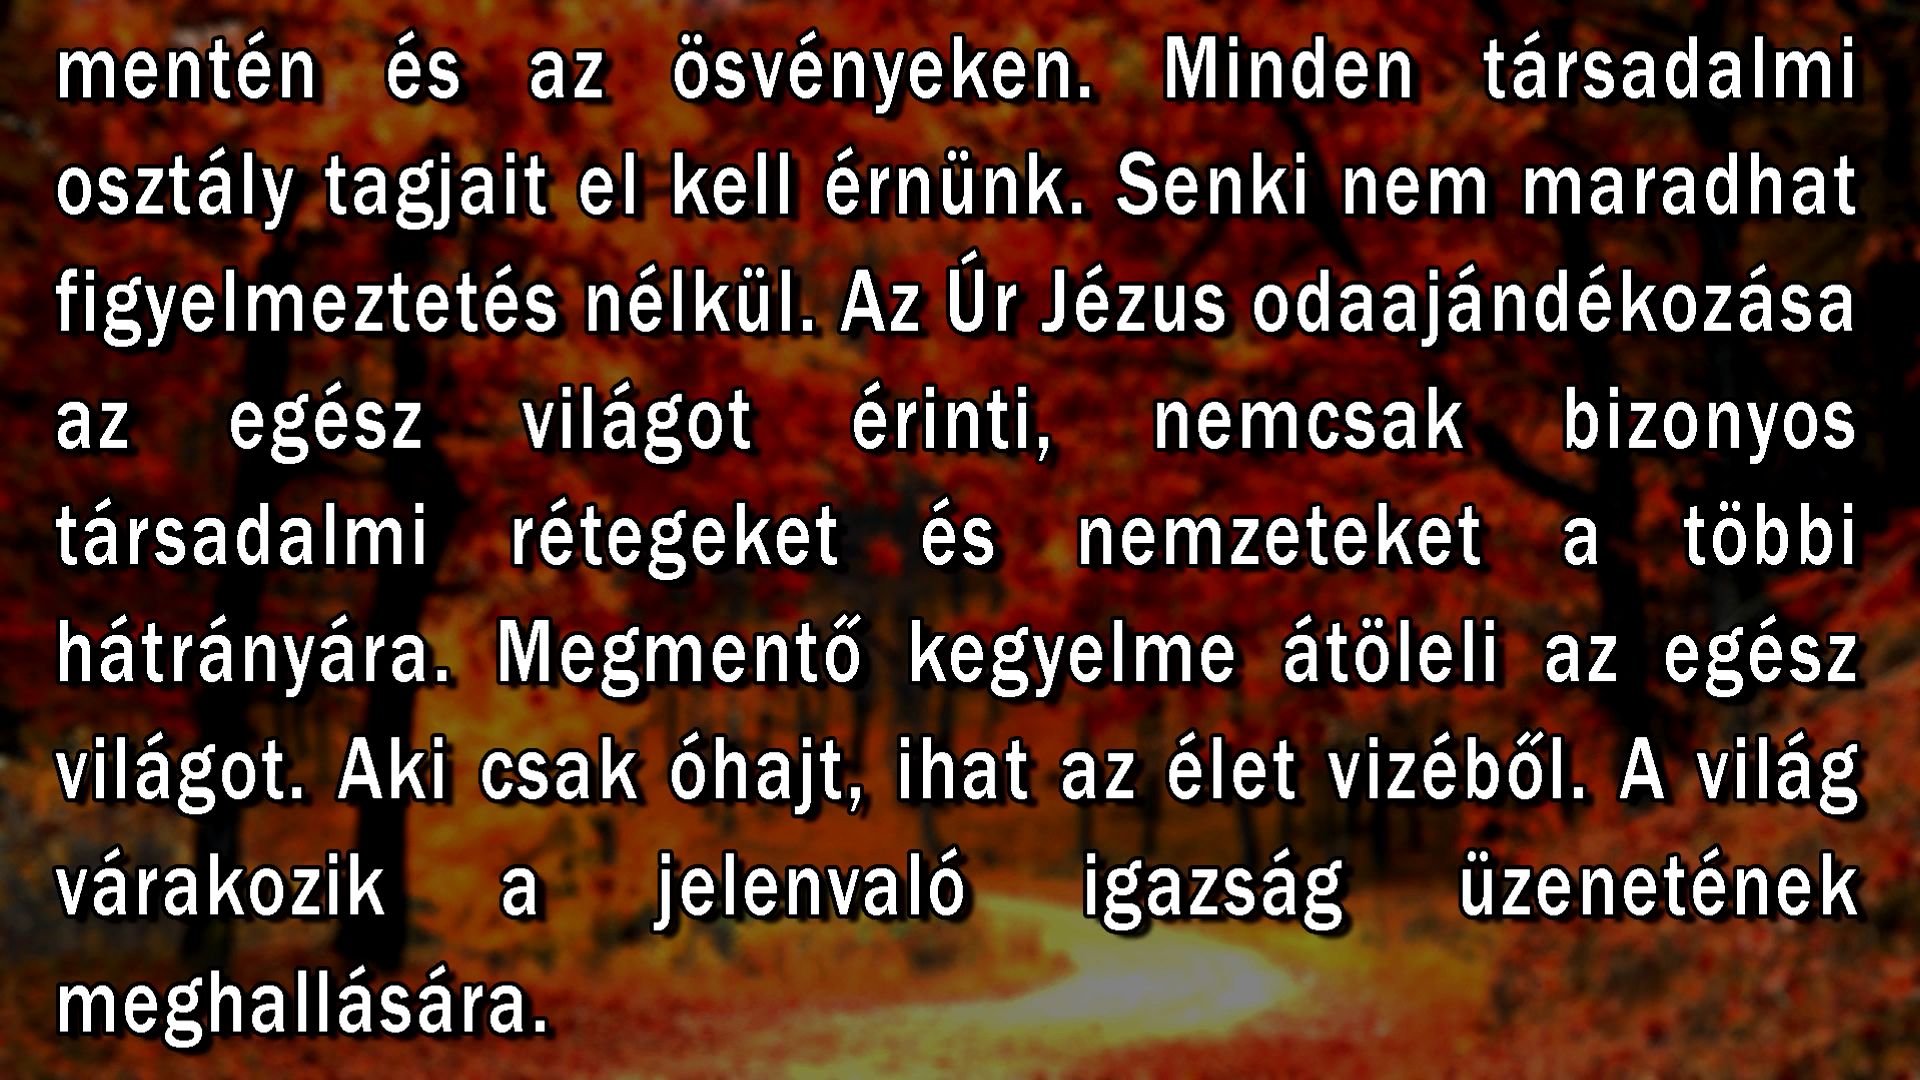 mentén és az ösvényeken. Minden társadalmi
osztály tagjait el kell érnünk. Senki nem maradhat
figyelmeztetés nélkül. Az Úr Jézus odaajándékozása
az egész világot érinti, nemcsak bizonyos
társadalmi rétegeket és nemzeteket a többi
hátrányára. Megmentő kegyelme átöleli az egész
világot. Aki csak óhajt, ihat az élet vizéből. A világ
várakozik a jelenvaló igazság üzenetének
meghallására.